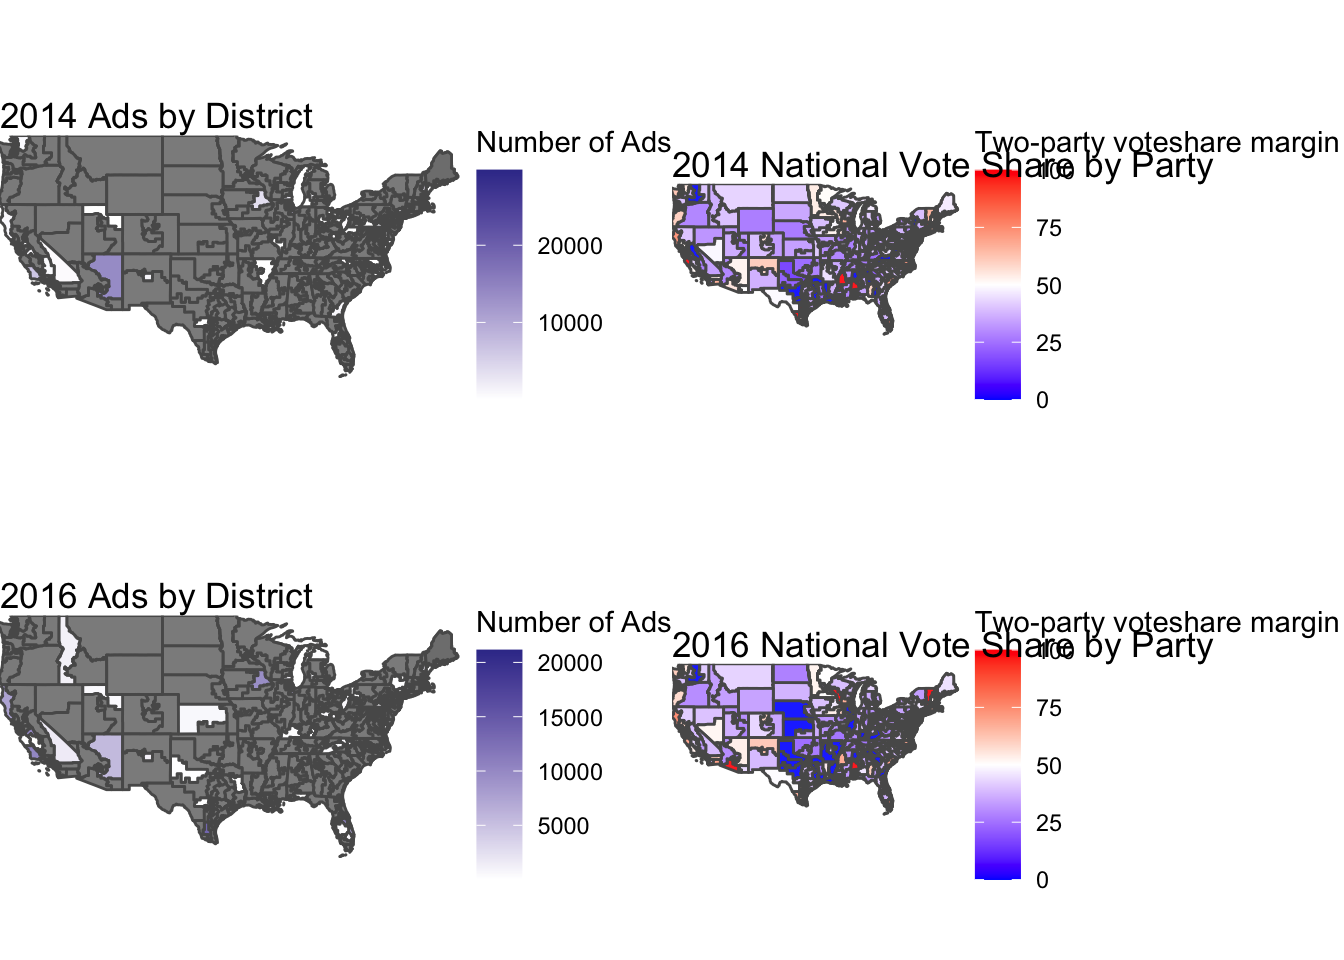 2014 Ads by District
Number of Ads
20000
10000
2014 National Vote Share by Party
Two-party voteshare margin
100
75
50
25
0
2016 Ads by District
Number of Ads
20000
15000
10000
5000
2016 National Vote Share by Party
Two-party voteshare margin
100
75
50
25
0